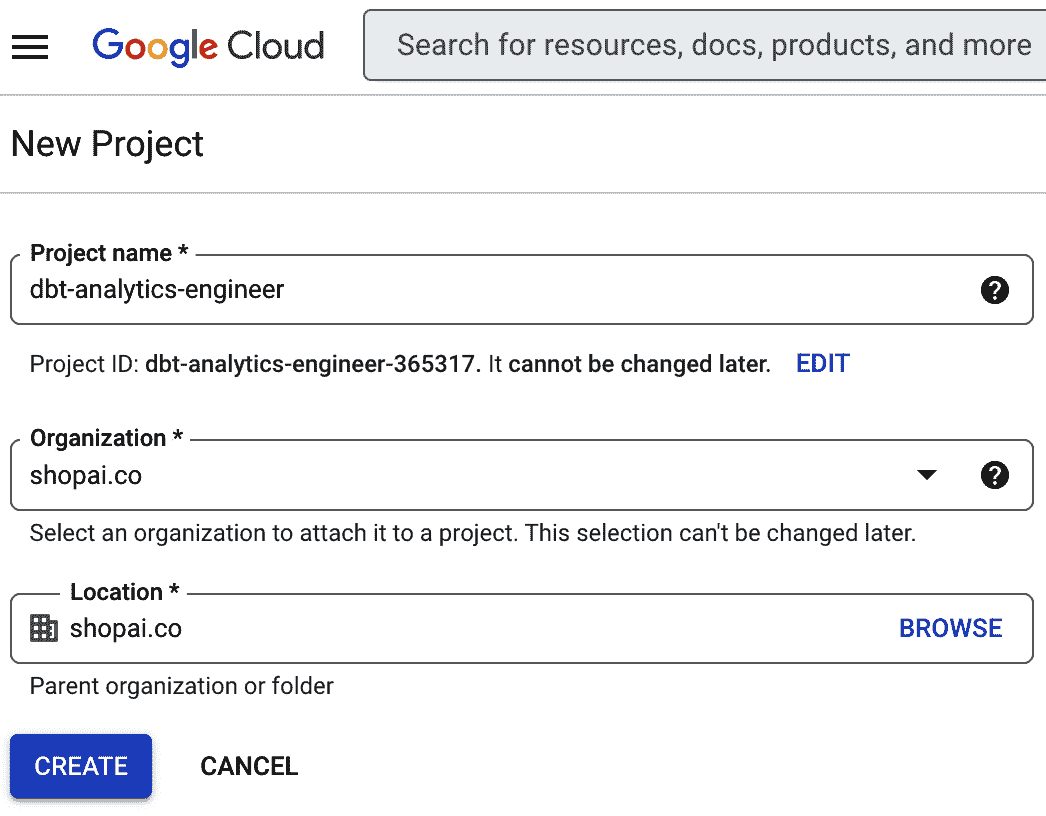 Google Cloud
Search for resources, docs, products, and more
New Project
Project name *
dbt-analytics-engineer
Project ID: dbt-analytics-engineer-365317. It cannot be changed later. EDIT
Organization *
shopai.co
Select an organization to attach it to a project. This selection can't be changed later.
Location *
shopai.co BROWSE
Parent organization or folder
CREATE CANCEL